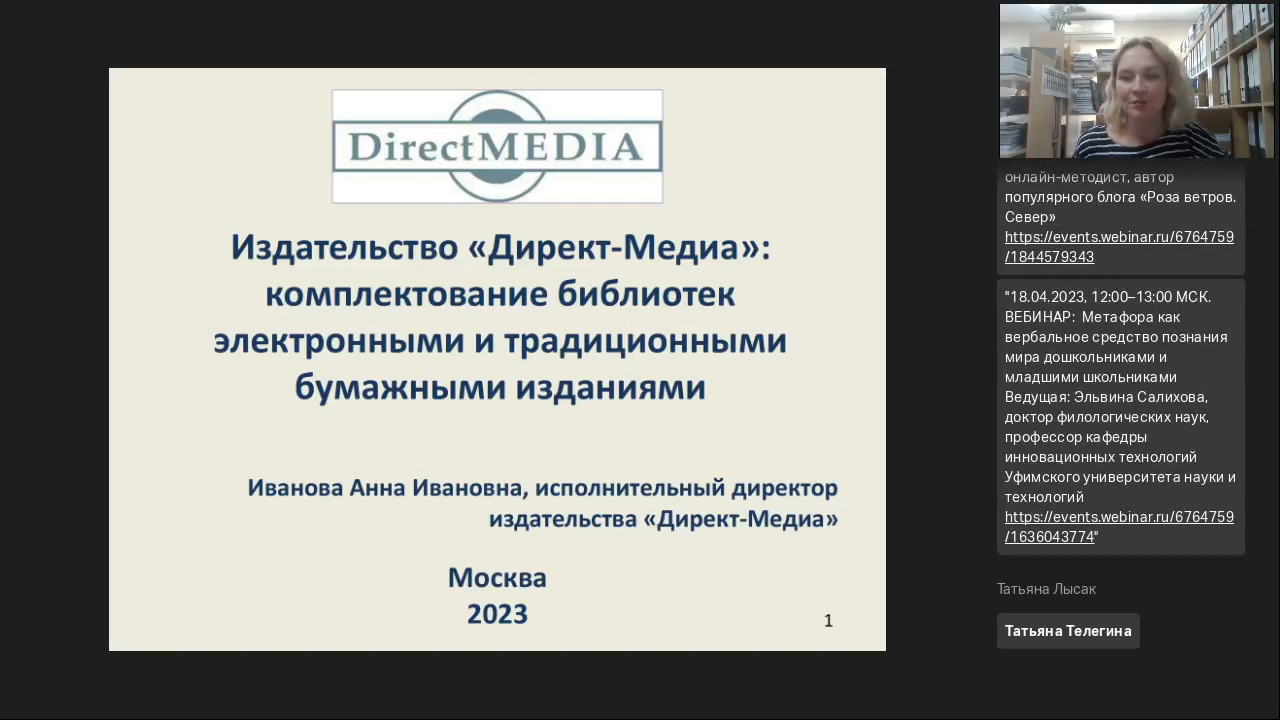 DirectMEDIA
Издательство «Директ-Медиа»:
комплектование библиотек
электронными и традиционными
бумажными изданиями
Иванова Анна Ивановна, исполнительный директор
издательства «Директ-Медиа»
Москва
2023
1
онлайн-методист, автор
популярного блога «Роза ветров.
Север»
https://events.webinar.ru/6764759
/1844579343
"18.04.2023, 12:00–13:00 МСК.
ВЕБИНАР:  Метафора как
вербальное средство познания
мира дошкольниками и
младшими школьниками
Ведущая: Эльвина Салихова,
доктор филологических наук,
профессор кафедры
инновационных технологий
Уфимского университета науки и
технологий
https://events.webinar.ru/6764759
/1636043774"
Татьяна Лысак
Татьяна Телегина